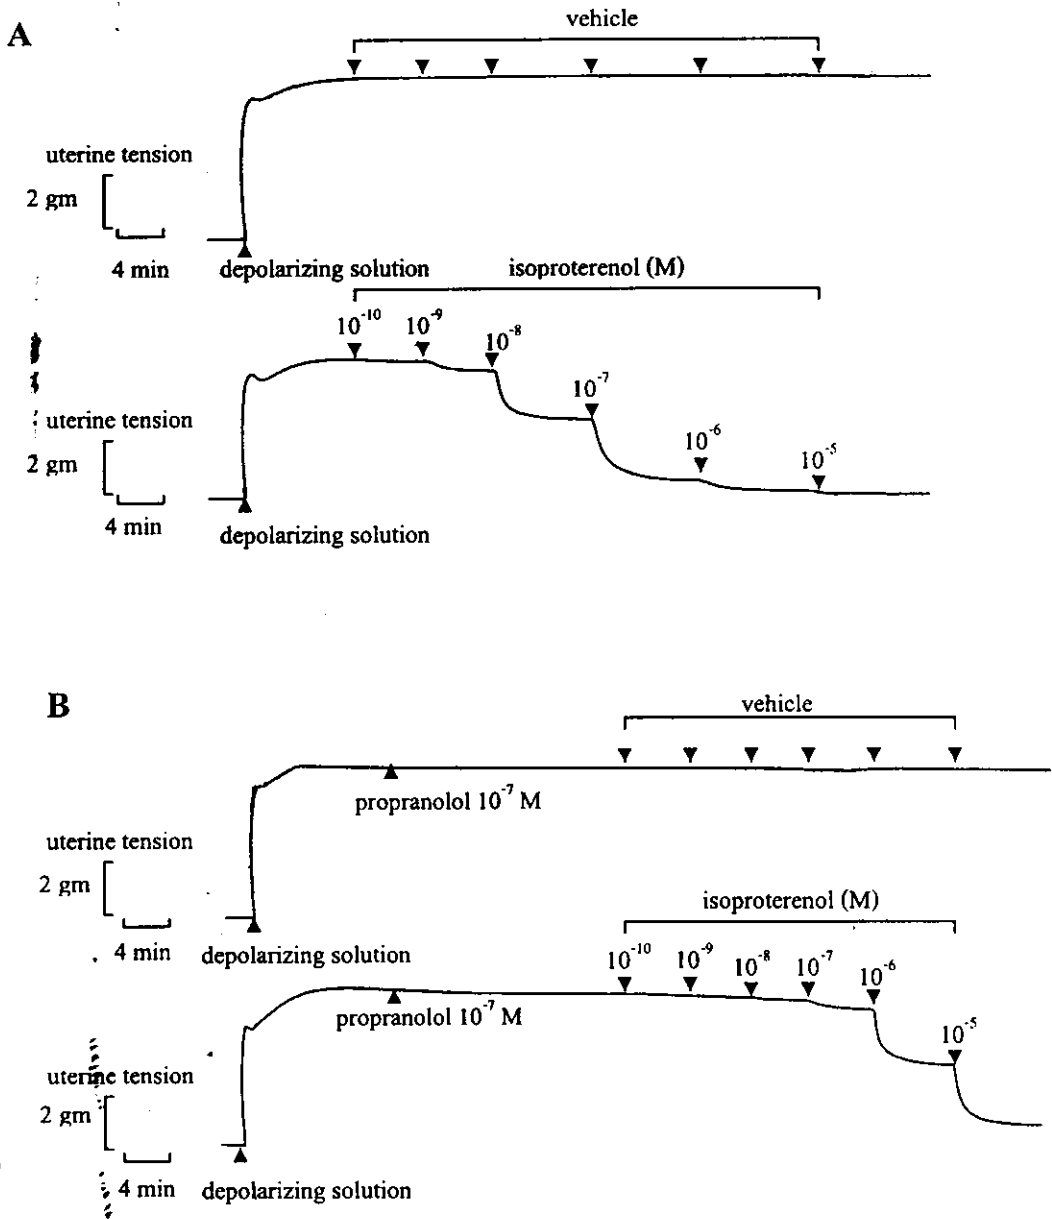 A
vehicle
uterine tension
2 gm
4 min
depolarizing solution
isoproterenol (M)
10⁻¹⁰ 10⁻⁹ 10⁻⁸ 10⁻⁷ 10⁻⁶ 10⁻⁵
uterine tension
2 gm
4 min
depolarizing solution
B
vehicle
propranolol 10⁻⁷ M
uterine tension
2 gm
4 min
depolarizing solution
isoproterenol (M)
10⁻¹⁰ 10⁻⁹ 10⁻⁸ 10⁻⁷ 10⁻⁶ 10⁻⁵
propranolol 10⁻⁷ M
uterine tension
2 gm
4 min
depolarizing solution